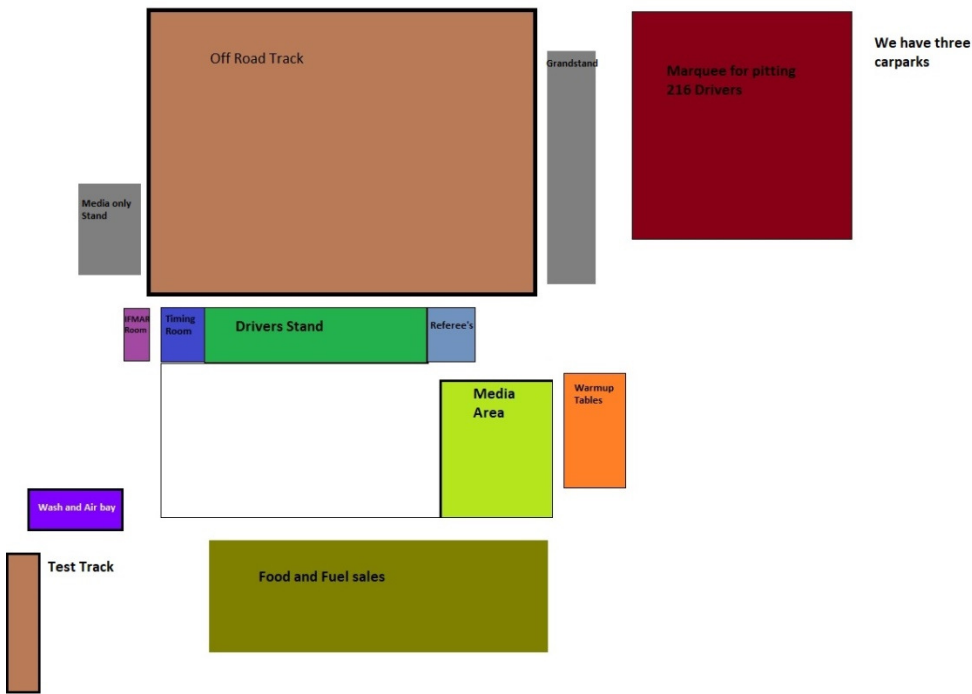 Off Road Track
Grandstand
Marquee for pitting
216 Drivers
We have three
carparks
Media only
Stand
IFMAR
Room
Timing
Room
Drivers Stand
Referee's
Media
Area
Warmup
Tables
Wash and Air bay
Test Track
Food and Fuel sales